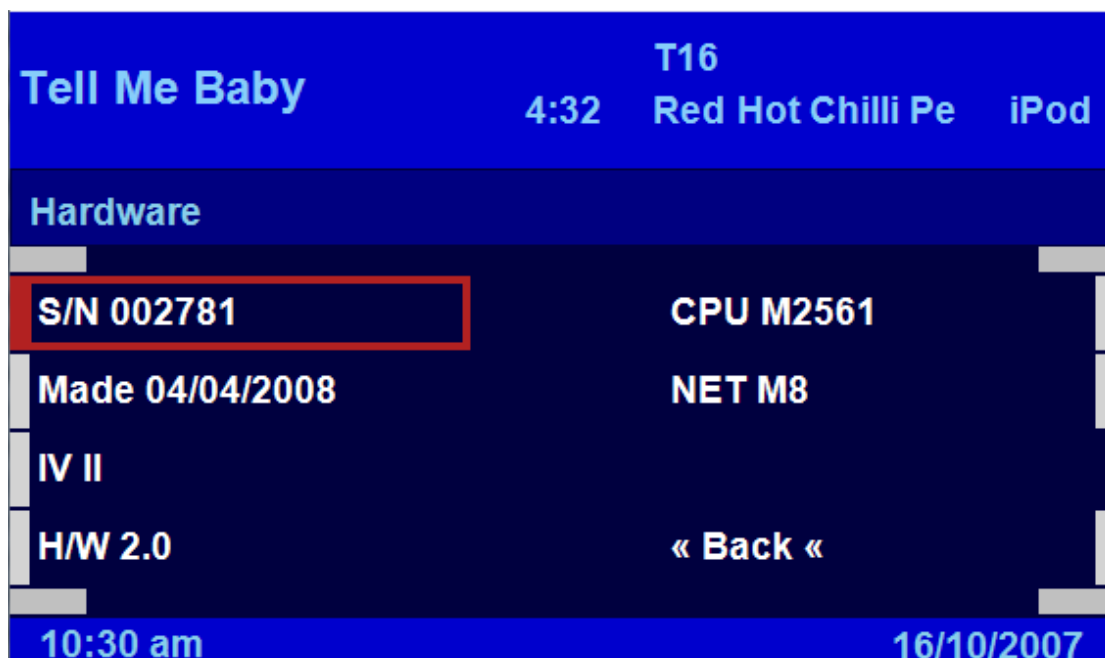 T16
Tell Me Baby 4:32 Red Hot Chilli Pe iPod
Hardware
S/N 002781 CPU M2561
Made 04/04/2008 NET M8
IV II
H/W 2.0 « Back «
10:30 am 16/10/2007